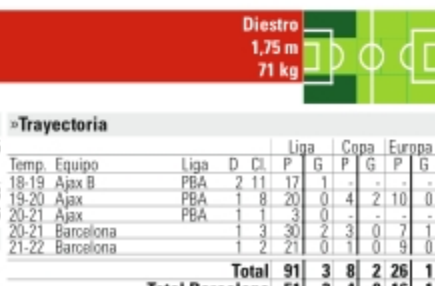 Diestro
1,75 m
71 kg
»Trayectoria
Liga Copa Europa
Temp. Equipo Liga D Cl. P G P G P G
18-19 Ajax B PBA 2 11 17 1 - - - -
19-20 Ajax PBA 1 8 20 0 4 2 10 0
20-21 Ajax PBA 1 1 3 0 - - - -
20-21 Barcelona 1 3 30 2 3 0 7 1
21-22 Barcelona 1 2 21 0 1 0 9 0
Total 91 3 8 2 26 1